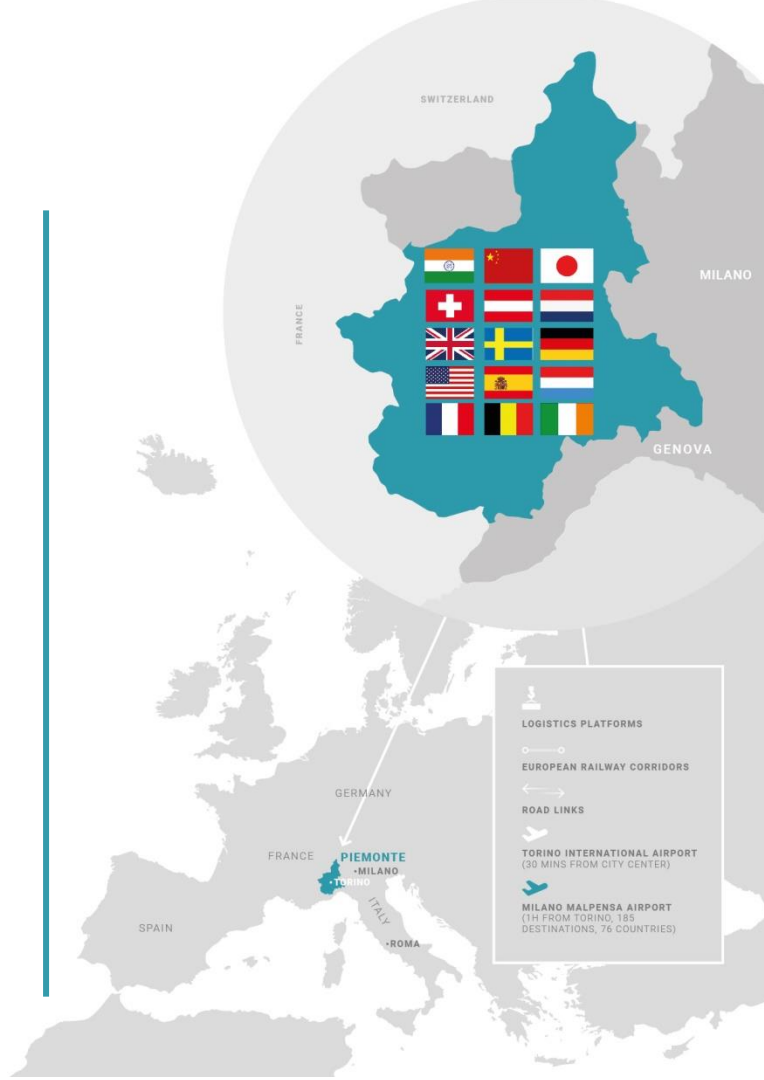 SWITZERLAND
FRANCE
MILANO
GENOVA
LOGISTICS PLATFORMS
EUROPEAN RAILWAY CORRIDORS
ROAD LINKS
TORINO INTERNATIONAL AIRPORT
(30 MINS FROM CITY CENTER)
MILANO MALPENSA AIRPORT
(1H FROM TORINO, 185
DESTINATIONS, 76 COUNTRIES)
GERMANY
FRANCE
PIEMONTE
•MILANO
•TORINO
ITALY
SPAIN
•ROMA